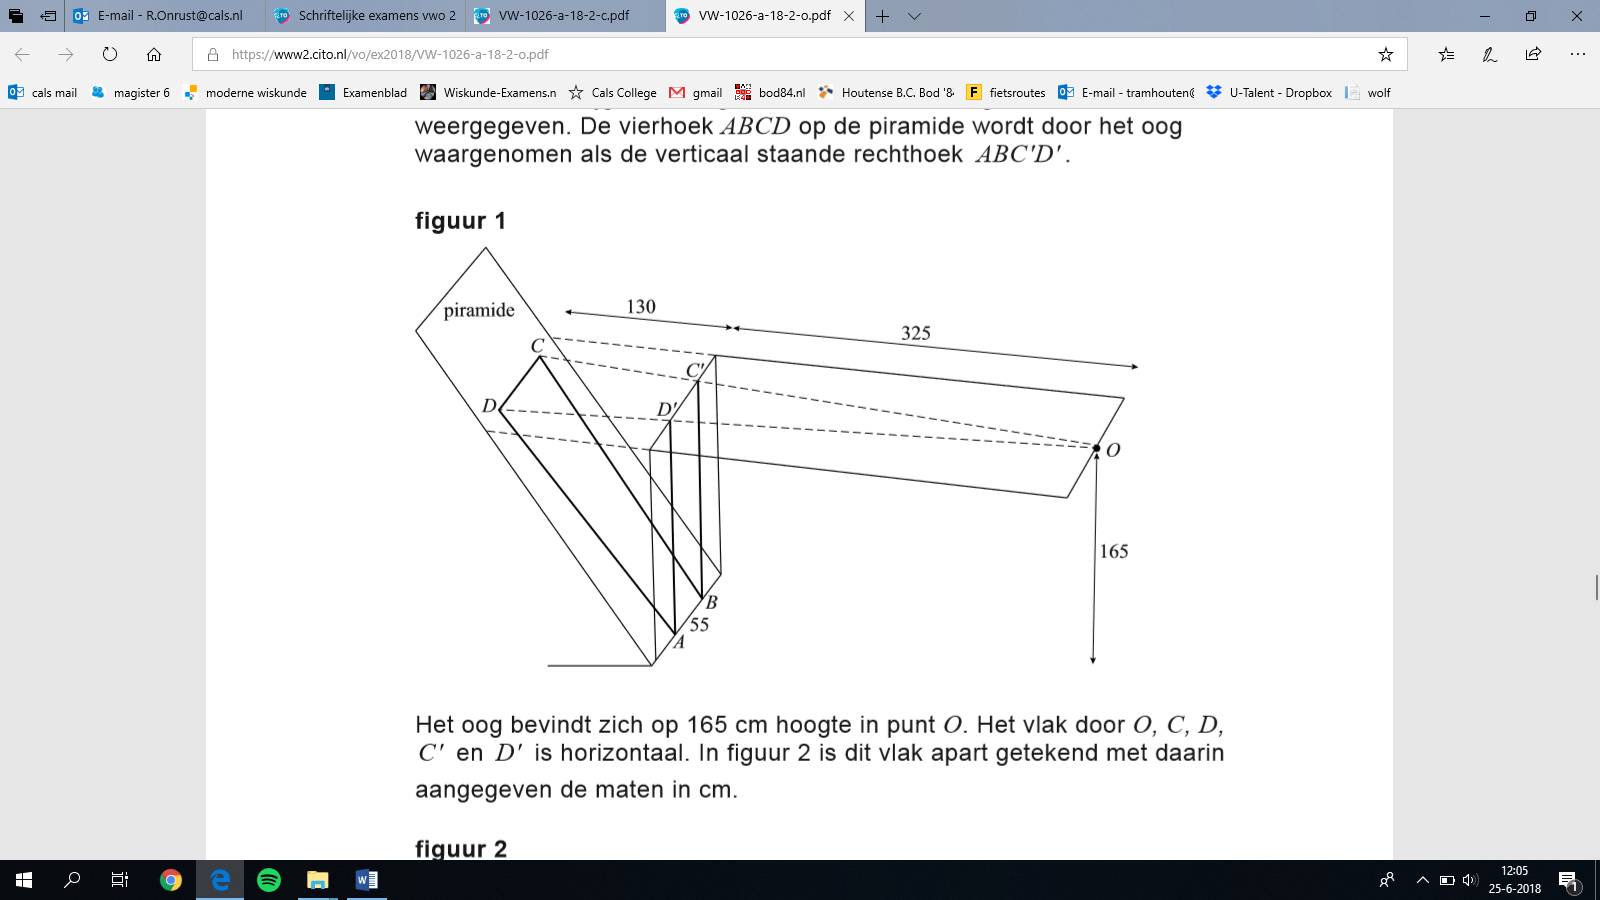 E-mail - R.Onrust@cals.nl
Schriftelijke examens vwo 2
VW-1026-a-18-2-c.pdf
VW-1026-a-18-2-o.pdf
https://www2.cito.nl/vo/ex2018/VW-1026-a-18-2-o.pdf
cals mail
magister 6
moderne wiskunde
Examenblad
Wiskunde-Examens.n
Cals College
gmail
bod84.nl
Houtense B.C. Bod '84
fietsroutes
E-mail - tramhouten@
U-Talent - Dropbox
wolf
weergegeven. De vierhoek ABCD op de piramide wordt door het oog
waargenomen als de verticaal staande rechthoek ABC'D'.
figuur 1
piramide
130
325
C
C'
D
D'
O
165
B
55
A
Het oog bevindt zich op 165 cm hoogte in punt O. Het vlak door O, C, D,
C' en D' is horizontaal. In figuur 2 is dit vlak apart getekend met daarin
aangegeven de maten in cm.
figuur 2
12:05
25-6-2018
1